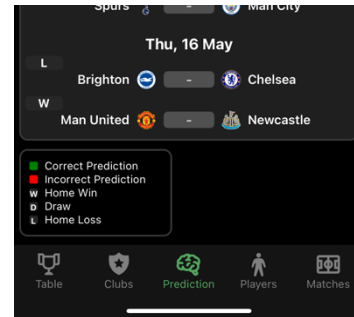 Spurs - Man City
Thu, 16 May
L
Brighton - Chelsea
W
Man United - Newcastle
Correct Prediction
Incorrect Prediction
W Home Win
D Draw
L Home Loss
Table Clubs Prediction Players Matches